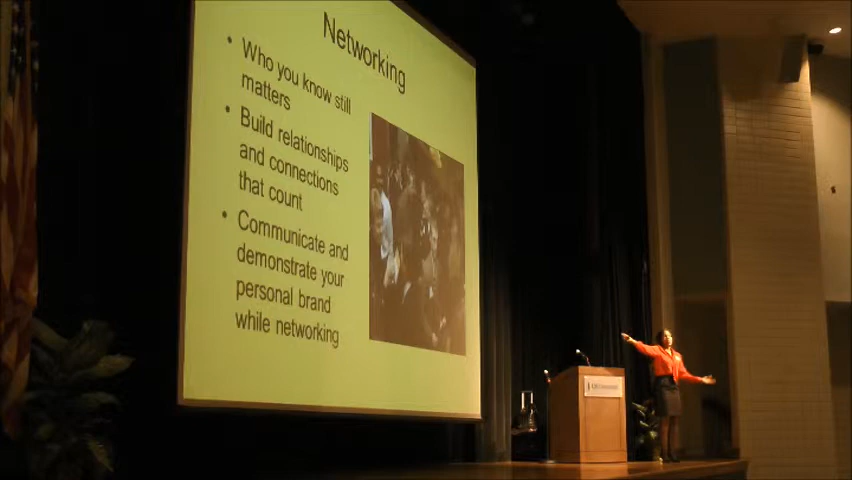 Networking
• Who you know still
matters
• Build relationships
and connections
that count
• Communicate and
demonstrate your
personal brand
while networking